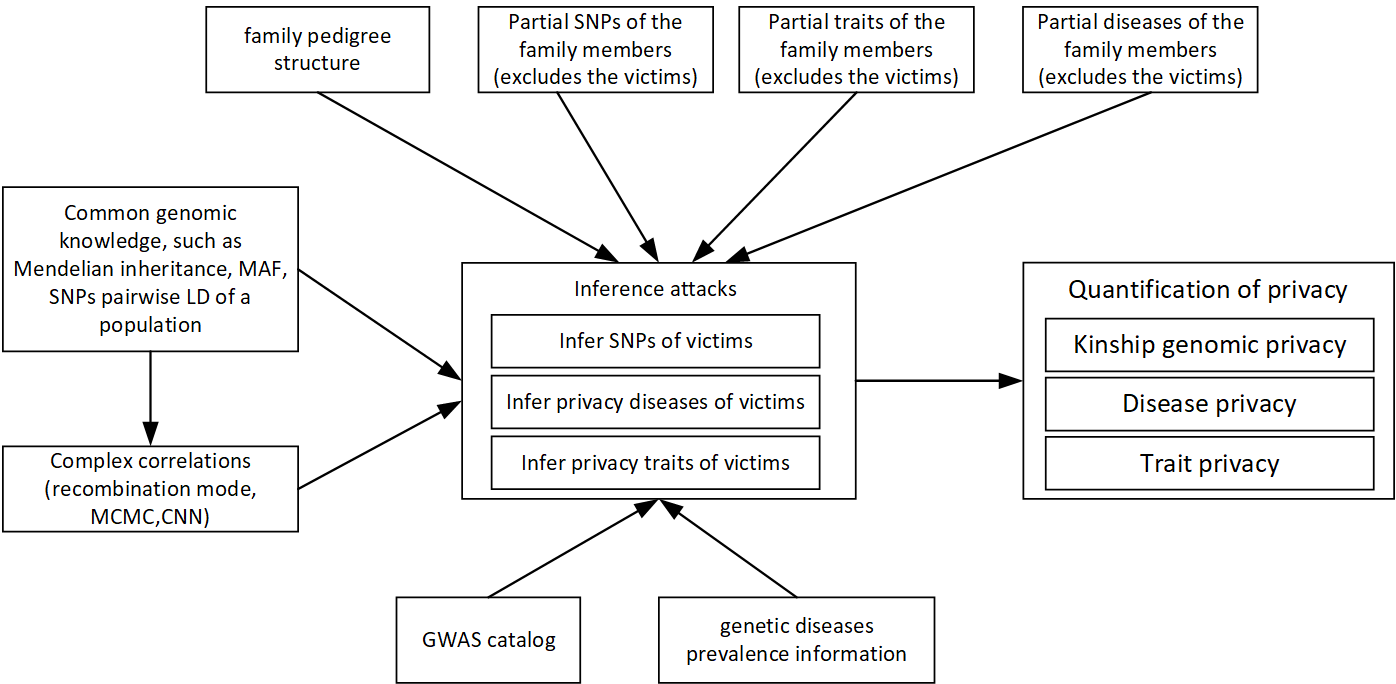 family pedigree
structure
Partial SNPs of the
family members
(excludes the victims)
Partial traits of the
family members
(excludes the victims)
Partial diseases of the
family members
(excludes the victims)
Common genomic
knowledge, such as
Mendelian inheritance, MAF,
SNPs pairwise LD of a
population
Complex correlations
(recombination mode,
MCMC,CNN)
Inference attacks
Infer SNPs of victims
Infer privacy diseases of victims
Infer privacy traits of victims
Quantification of privacy
Kinship genomic privacy
Disease privacy
Trait privacy
GWAS catalog
genetic diseases
prevalence information